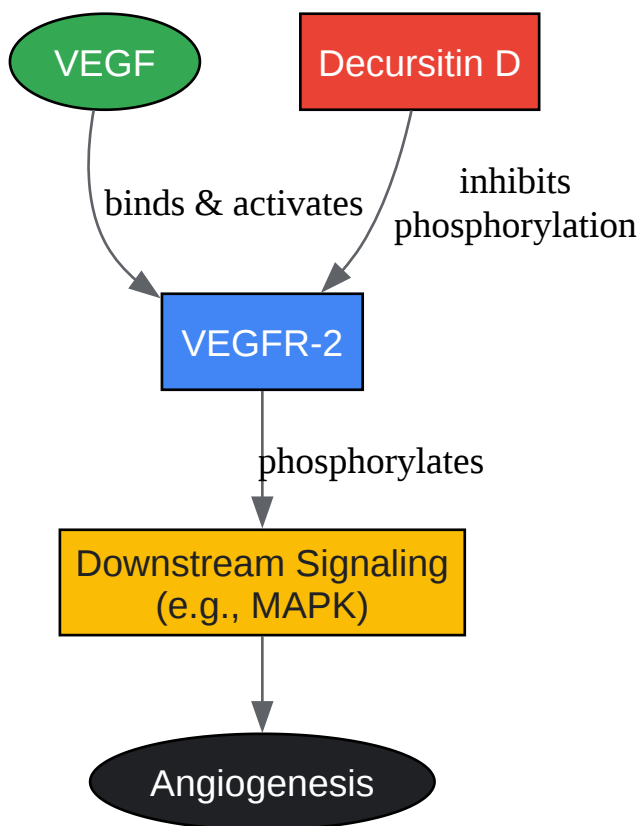 VEGF
Decursitin D
binds & activates
inhibits
phosphorylation
VEGFR-2
phosphorylates
Downstream Signaling
(e.g., MAPK)
Angiogenesis